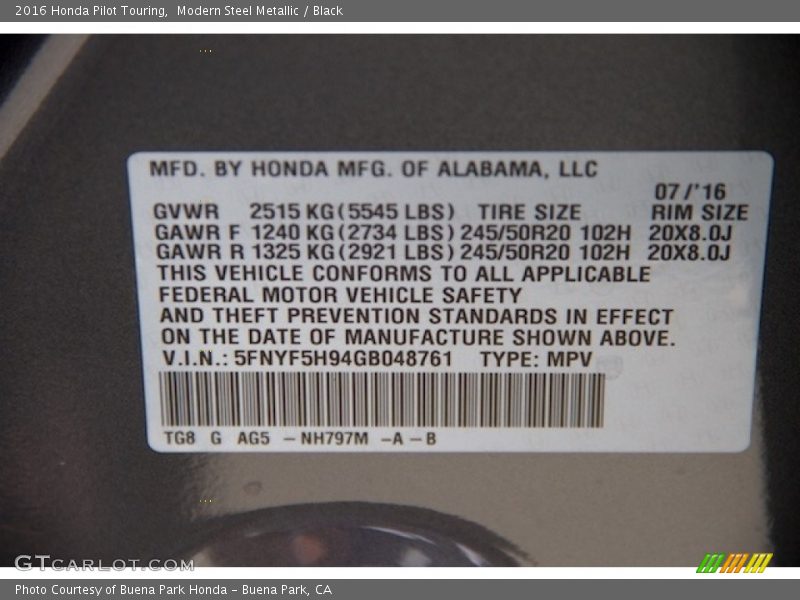 2016 Honda Pilot Touring,  Modern Steel Metallic / Black
MFD. BY HONDA MFG. OF ALABAMA, LLC
07/'16
GVWR 2515 KG (5545 LBS) TIRE SIZE RIM SIZE
GAWR F 1240 KG (2734 LBS) 245/50R20 102H 20X8.0J
GAWR R 1325 KG (2921 LBS) 245/50R20 102H 20X8.0J
THIS VEHICLE CONFORMS TO ALL APPLICABLE
FEDERAL MOTOR VEHICLE SAFETY
AND THEFT PREVENTION STANDARDS IN EFFECT
ON THE DATE OF MANUFACTURE SHOWN ABOVE.
V.I.N.: 5FNYF5H94GB048761 TYPE: MPV
TG8 G AG5 - NH797M -A - B
GTCARLOT.COM
Photo Courtesy of Buena Park Honda - Buena Park, CA